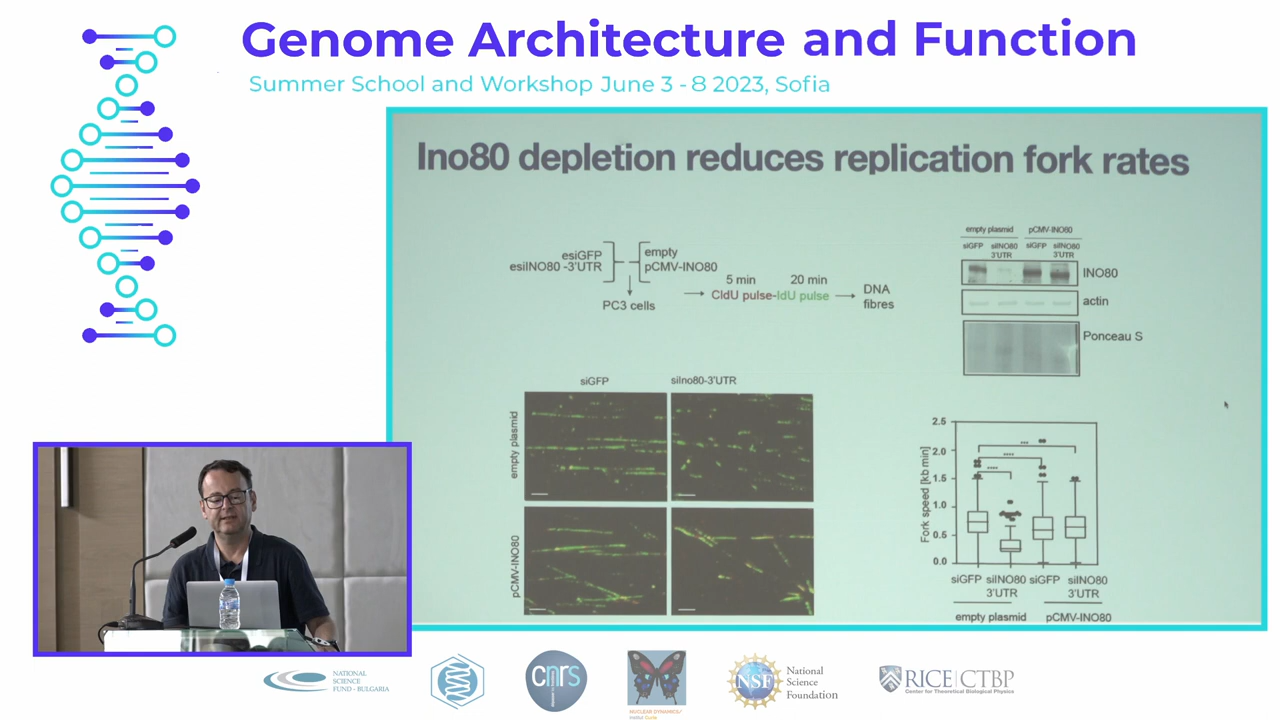 Genome Architecture and Function
Summer School and Workshop June 3 - 8 2023, Sofia
Ino80 depletion reduces replication fork rates
esiGFP
esiINO80 -3'UTR
empty
pCMV-INO80
PC3 cells
5 min
20 min
CldU pulse-IdU pulse
DNA
fibres
empty plasmid
pCMV-INO80
siGFP
siINO80
3'UTR
siGFP
siINO80
3'UTR
INO80
actin
Ponceau S
siGFP
siIno80-3'UTR
empty plasmid
pCMV-INO80
Fork speed [kb min]
2.5
2.0
1.5
1.0
0.5
0.0
***
****
****
siGFP
siINO80
3'UTR
siGFP
siINO80
3'UTR
empty plasmid
pCMV-INO80
NATIONAL
SCIENCE
FUND - BULGARIA
cnrs
NUCLEAR DYNAMICS
Institut Curie
NSF
National
Science
Foundation
RICE | CTBP
Center for Theoretical Biological Physics